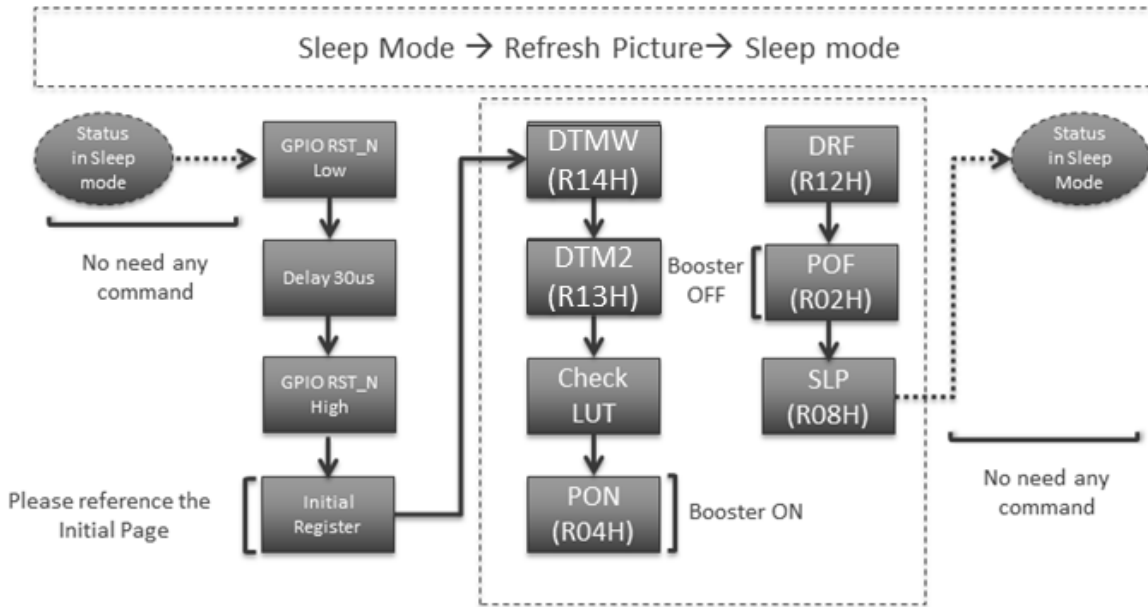 Sleep Mode → Refresh Picture→ Sleep mode
Status
in Sleep
mode
No need any
command
GPIO RST_N
Low
Delay 30us
GPIO RST_N
High
Please reference the
Initial Page
Initial
Register
DTMW
(R14H)
DTM2
(R13H)
Check
LUT
PON
(R04H)
Booster ON
DRF
(R12H)
Booster
OFF
POF
(R02H)
SLP
(R08H)
Status
in Sleep
Mode
No need any
command